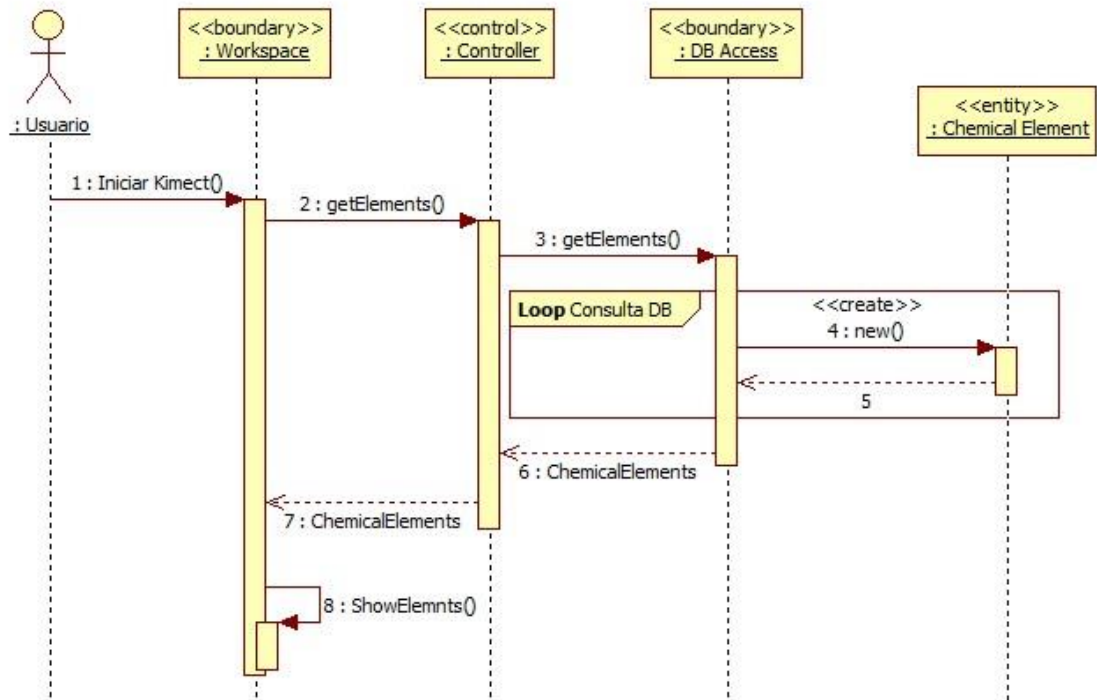 <<boundary>>
: Workspace
<<control>>
: Controller
<<boundary>>
: DB Access
<<entity>>
: Chemical Element
: Usuario
1 : Iniciar Kimect()
2 : getElements()
3 : getElements()
Loop Consulta DB
<<create>>
4 : new()
5
6 : ChemicalElements
7 : ChemicalElements
8 : ShowElemnts()